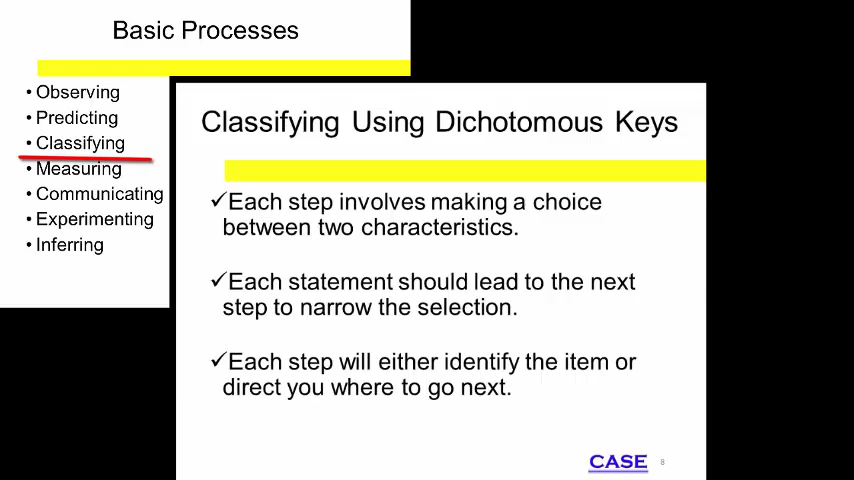 Basic Processes
• Observing
• Predicting
• Classifying
• Measuring
• Communicating
• Experimenting
• Inferring
Classifying Using Dichotomous Keys
✓Each step involves making a choice
between two characteristics.
✓Each statement should lead to the next
step to narrow the selection.
✓Each step will either identify the item or
direct you where to go next.
CASE 8